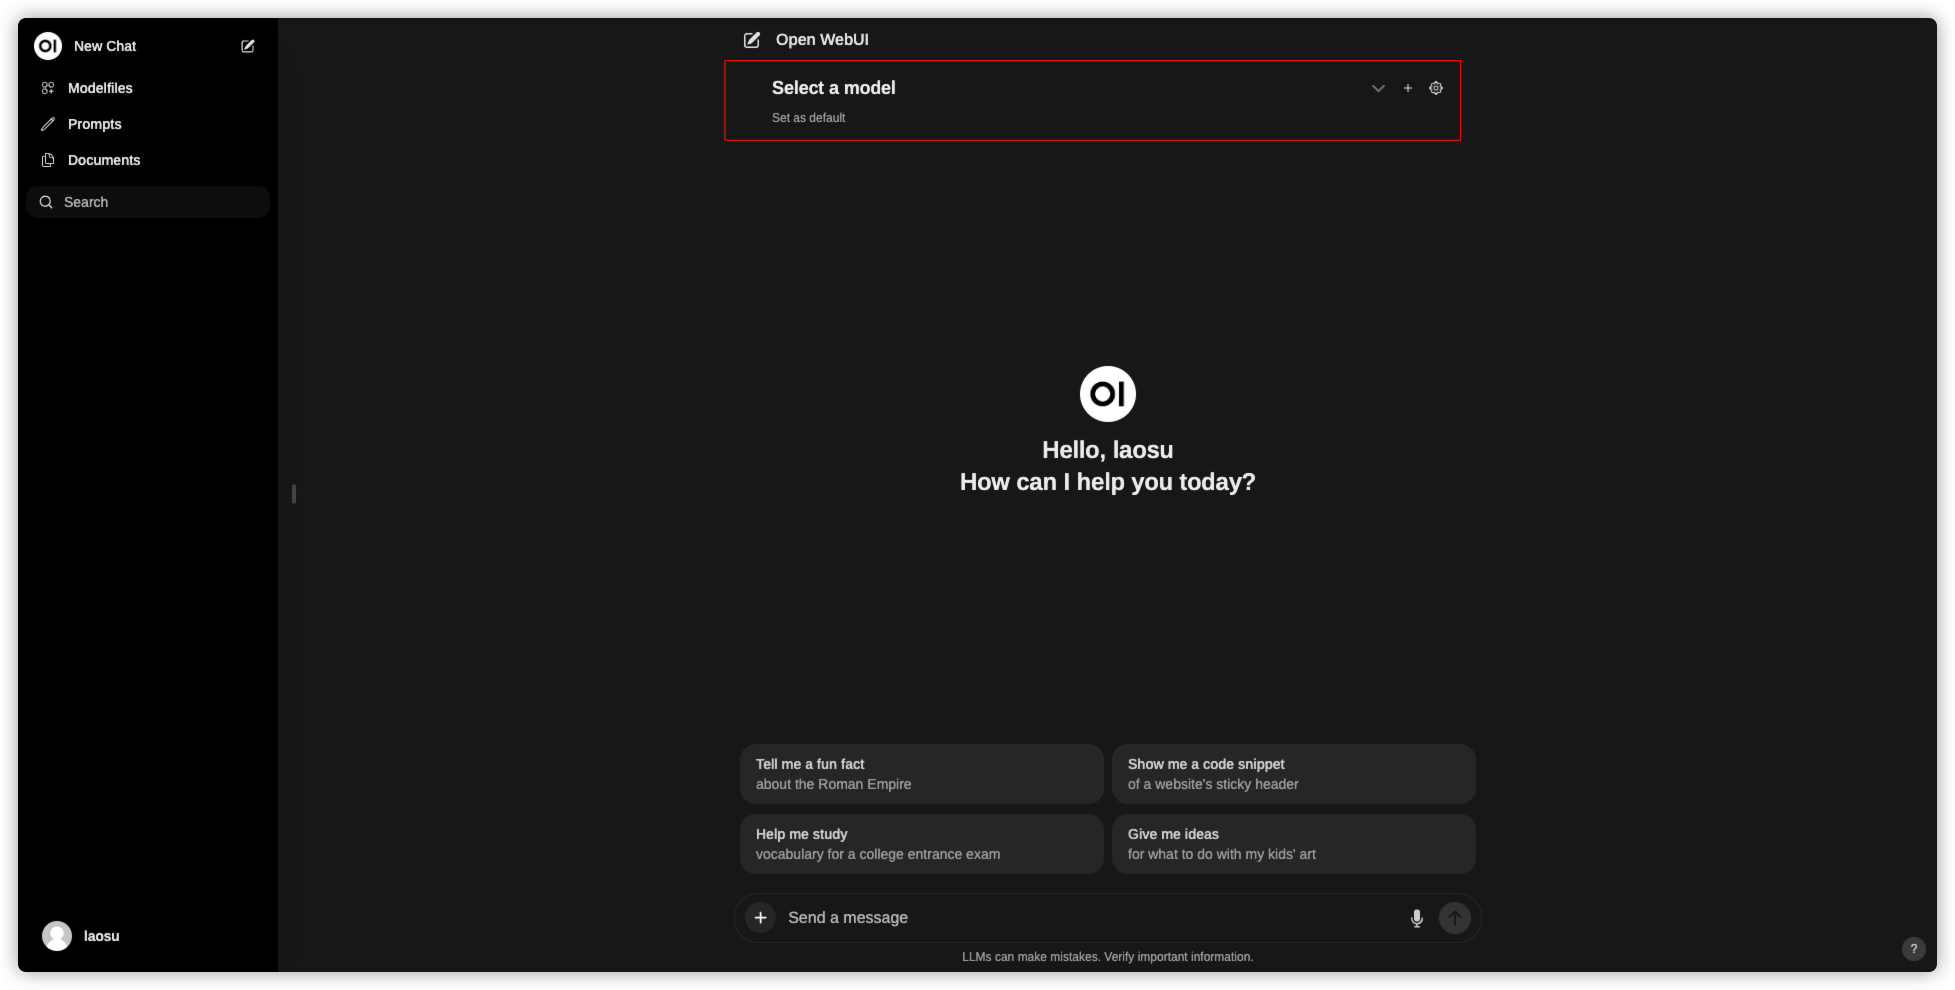 OI New Chat
Modelfiles
Prompts
Documents
Search
laosu
Open WebUI
Select a model
Set as default
OI
Hello, laosu
How can I help you today?
Tell me a fun fact
about the Roman Empire
Show me a code snippet
of a website's sticky header
Help me study
vocabulary for a college entrance exam
Give me ideas
for what to do with my kids' art
Send a message
LLMs can make mistakes. Verify important information.
?